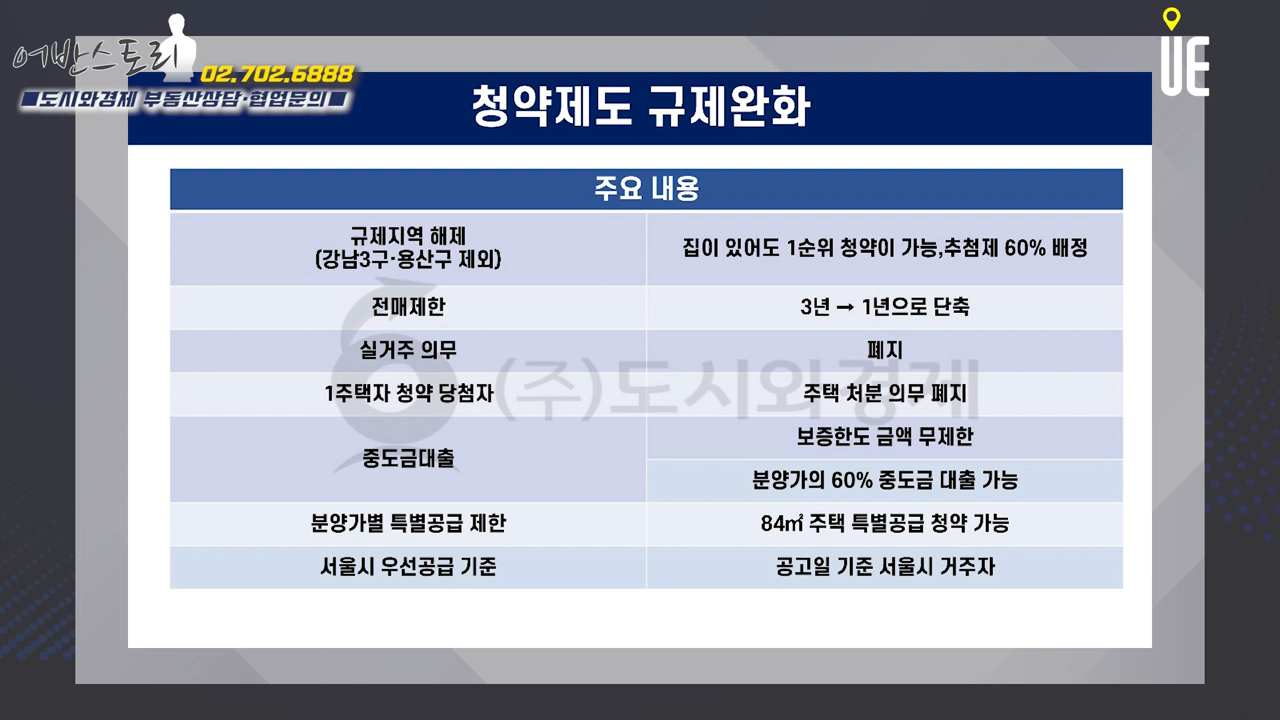 어반스토리
02.702.6888
■도시와경제 부동산상담·협업문의■
UE
청약제도 규제완화
주요 내용
규제지역 해제
(강남3구·용산구 제외)
집이 있어도 1순위 청약이 가능,추첨제 60% 배정
전매제한
3년 → 1년으로 단축
실거주 의무
폐지
1주택자 청약 당첨자
주택 처분 의무 폐지
중도금대출
보증한도 금액 무제한
분양가의 60% 중도금 대출 가능
분양가별 특별공급 제한
84㎡ 주택 특별공급 청약 가능
서울시 우선공급 기준
공고일 기준 서울시 거주자
(주)도시와경제